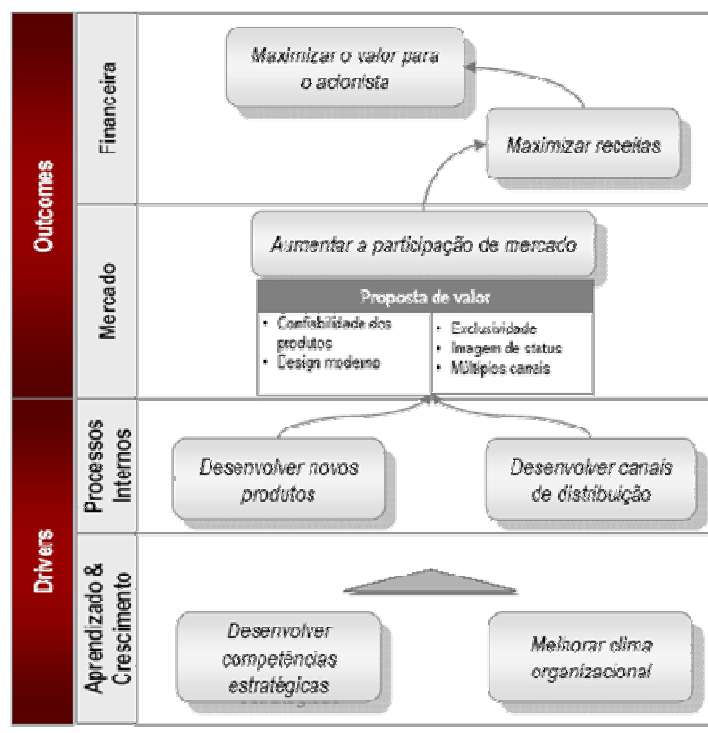 Outcomes
Financeira
Maximizar o valor para
o acionista
Maximizar receitas
Mercado
Aumentar a participação de mercado
Proposta de valor
• Confiabilidade dos
produtos
• Design moderno
• Exclusividade
• Imagem de status
• Múltiplos canais
Drivers
Processos
Internos
Desenvolver novos
produtos
Desenvolver canais
de distribuição
Aprendizado &
Crescimento
Desenvolver
competências
estratégicas
Melhorar clima
organizacional